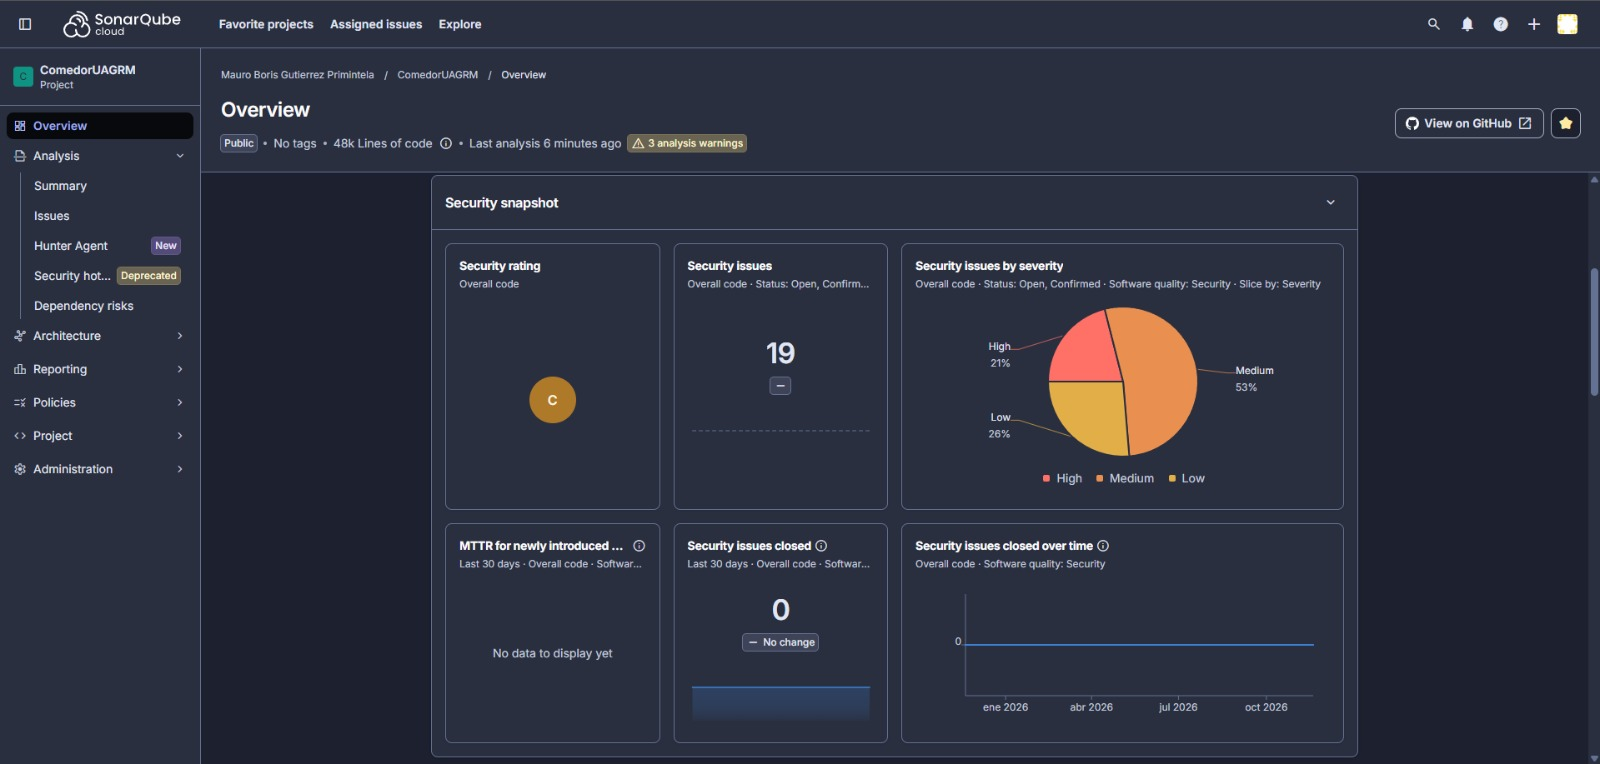 SonarQube cloud
Favorite projects Assigned issues Explore
C
ComedorUAGRM
Project
Overview
Analysis
Summary
Issues
Hunter Agent New
Security hot... Deprecated
Dependency risks
Architecture
Reporting
Policies
Project
Administration
Mauro Boris Gutierrez Primintela / ComedorUAGRM / Overview
Overview
Public • No tags • 48k Lines of code • Last analysis 6 minutes ago 3 analysis warnings
View on GitHub
Security snapshot
Security rating
Overall code
C
Security issues
Overall code · Status: Open, Confirm...
19
Security issues by severity
Overall code · Status: Open, Confirmed · Software quality: Security · Slice by: Severity
High
21%
Medium
53%
Low
26%
High Medium Low
MTTR for newly introduced ...
Last 30 days · Overall code · Softwar...
No data to display yet
Security issues closed
Last 30 days · Overall code · Softwar...
0
No change
Security issues closed over time
Overall code · Software quality: Security
0
ene 2026 abr 2026 jul 2026 oct 2026